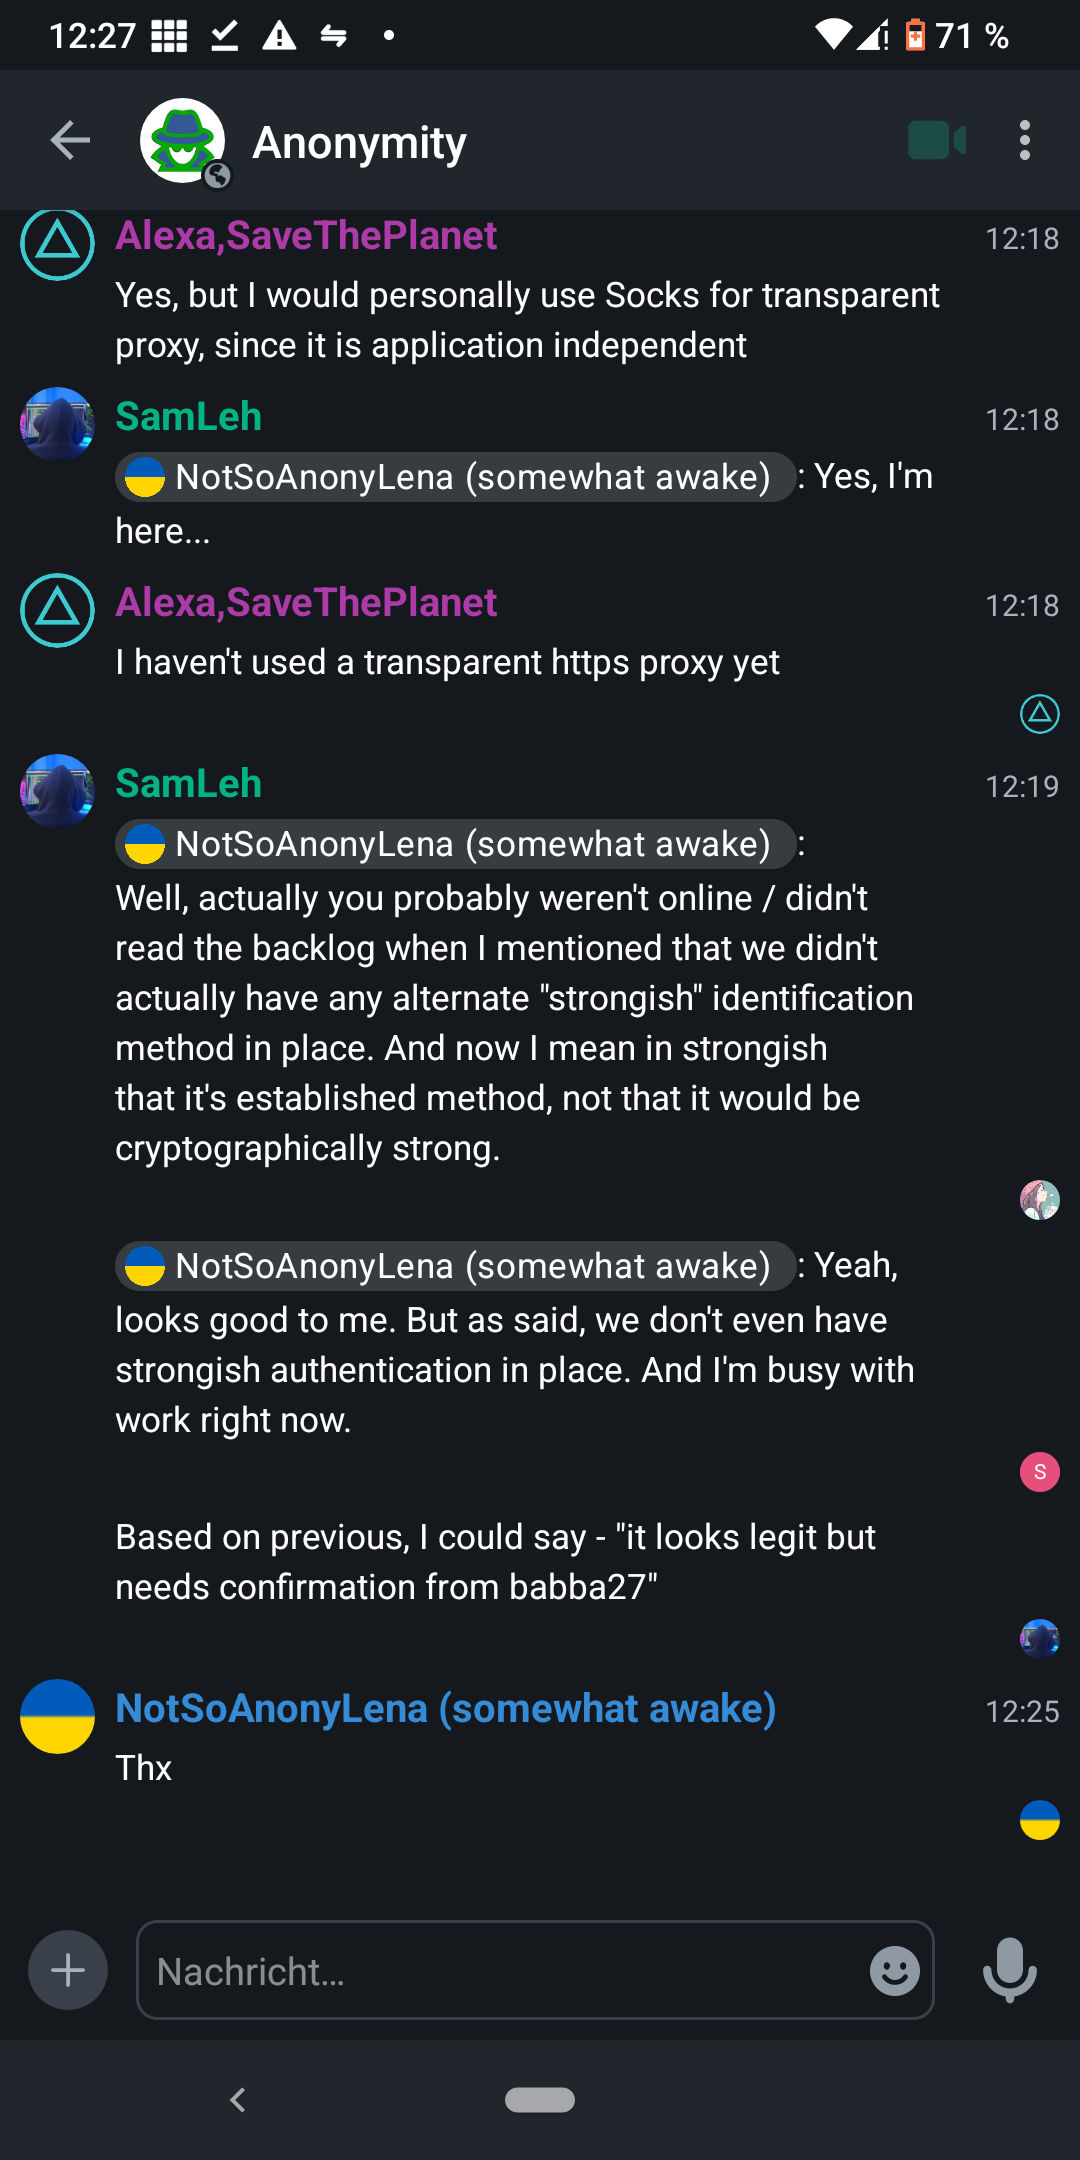 12:27
71 %
Anonymity
Alexa,SaveThePlanet 12:18
Yes, but I would personally use Socks for transparent
proxy, since it is application independent
SamLeh 12:18
NotSoAnonyLena (somewhat awake) : Yes, I'm
here...
Alexa,SaveThePlanet 12:18
I haven't used a transparent https proxy yet
SamLeh 12:19
NotSoAnonyLena (somewhat awake) :
Well, actually you probably weren't online / didn't
read the backlog when I mentioned that we didn't
actually have any alternate "strongish" identification
method in place. And now I mean in strongish
that it's established method, not that it would be
cryptographically strong.
NotSoAnonyLena (somewhat awake) : Yeah,
looks good to me. But as said, we don't even have
strongish authentication in place. And I'm busy with
work right now.
S
Based on previous, I could say - "it looks legit but
needs confirmation from babba27"
NotSoAnonyLena (somewhat awake) 12:25
Thx
Nachricht…